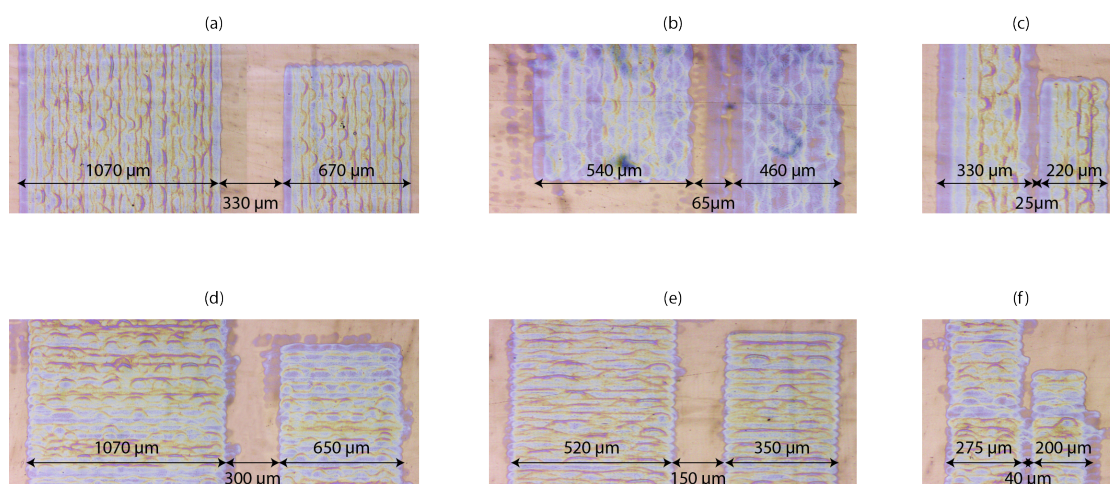 (a)
(b)
(c)
1070 µm
670 µm
330 µm
540 µm
460 µm
65µm
330 µm
220 µm
25µm
(d)
(e)
(f)
1070 µm
650 µm
300 µm
520 µm
350 µm
150 µm
275 µm
200 µm
40 µm